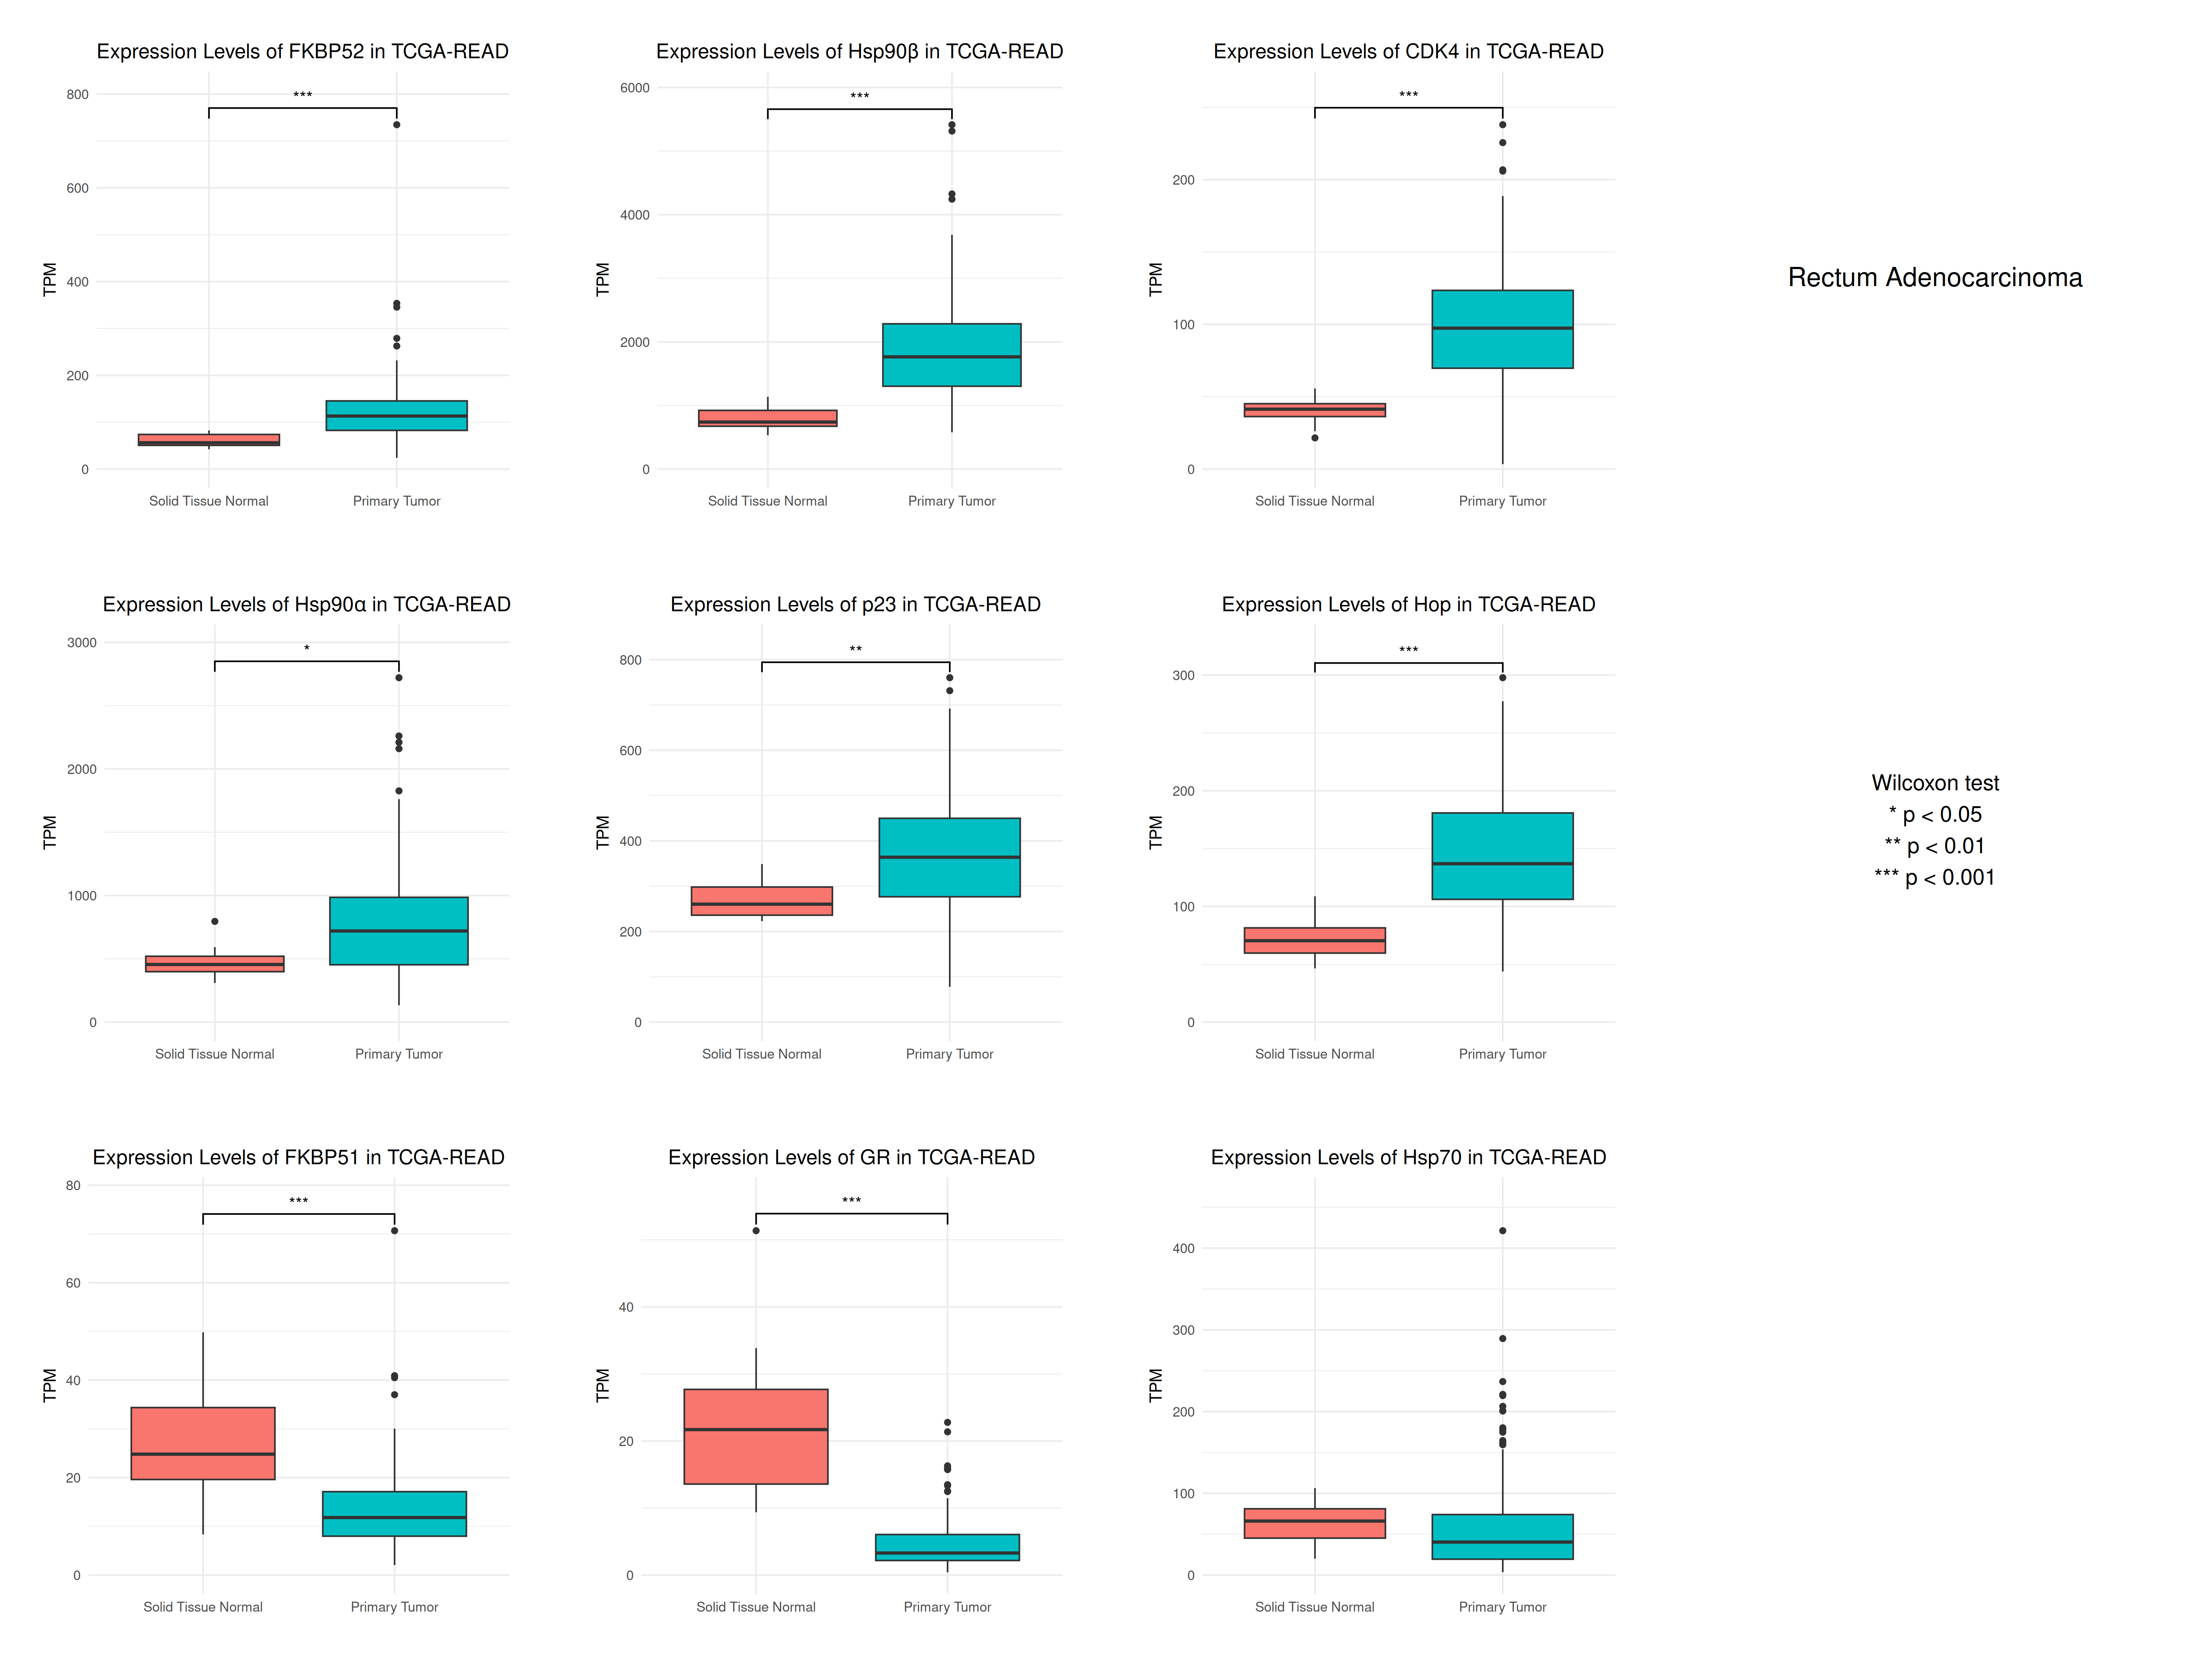 Expression Levels of FKBP52 in TCGA-READ
***
800
600
400
200
0
TPM
Solid Tissue Normal Primary Tumor
Expression Levels of Hsp90β in TCGA-READ
***
6000
4000
2000
0
TPM
Solid Tissue Normal Primary Tumor
Expression Levels of CDK4 in TCGA-READ
***
200
100
0
TPM
Solid Tissue Normal Primary Tumor
Rectum Adenocarcinoma
Expression Levels of Hsp90α in TCGA-READ
*
3000
2000
1000
0
TPM
Solid Tissue Normal Primary Tumor
Expression Levels of p23 in TCGA-READ
**
800
600
400
200
0
TPM
Solid Tissue Normal Primary Tumor
Expression Levels of Hop in TCGA-READ
***
300
200
100
0
TPM
Solid Tissue Normal Primary Tumor
Wilcoxon test
* p < 0.05
** p < 0.01
*** p < 0.001
Expression Levels of FKBP51 in TCGA-READ
***
80
60
40
20
0
TPM
Solid Tissue Normal Primary Tumor
Expression Levels of GR in TCGA-READ
***
40
20
0
TPM
Solid Tissue Normal Primary Tumor
Expression Levels of Hsp70 in TCGA-READ
400
300
200
100
0
TPM
Solid Tissue Normal Primary Tumor